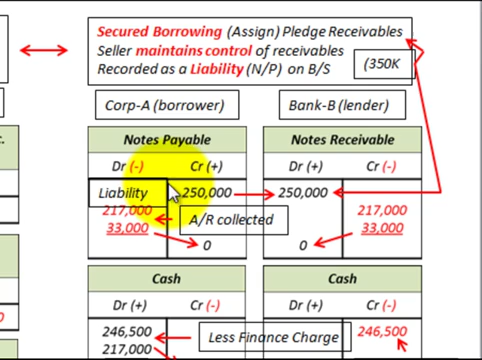 Secured Borrowing (Assign) Pledge Receivables
Seller maintains control of receivables
Recorded as a Liability (N/P) on B/S
(350K
c.
Corp-A (borrower)
Bank-B (lender)
Notes Payable
Notes Receivable
Dr (-) Cr (+)
Dr (+) Cr (-)
Liability 250,000
250,000
217,000 A/R collected
217,000
33,000
33,000
0
0
Cash
Cash
Dr (+) Cr (-)
Dr (+) Cr (-)
0
246,500 Less Finance Charge 246,500
217,000